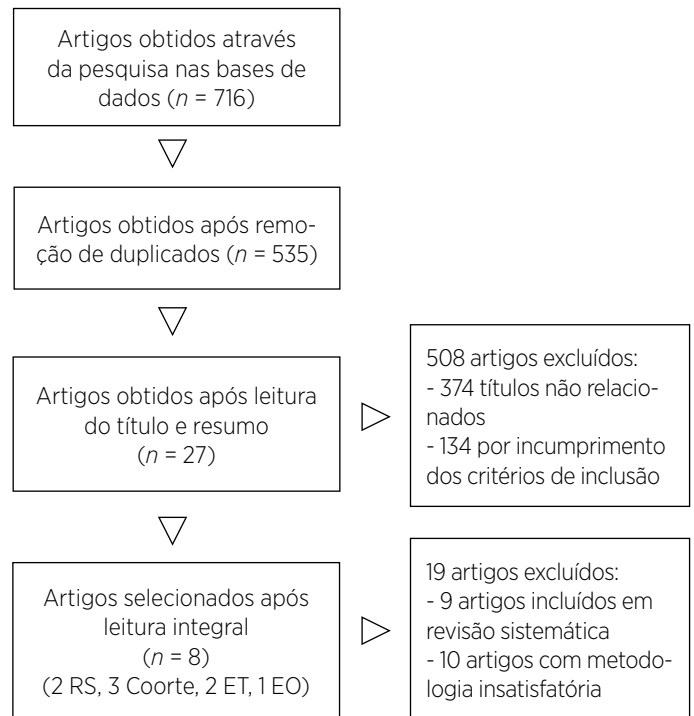 Artigos obtidos através
da pesquisa nas bases de
dados (n = 716)
Artigos obtidos após remo-
ção de duplicados (n = 535)
Artigos obtidos após leitura
do título e resumo
(n = 27)
508 artigos excluídos:
- 374 títulos não relacio-
nados
- 134 por incumprimento
dos critérios de inclusão
Artigos selecionados após
leitura integral
(n = 8)
(2 RS, 3 Coorte, 2 ET, 1 EO)
19 artigos excluídos:
- 9 artigos incluídos em
revisão sistemática
- 10 artigos com metodo-
logia insatisfatória